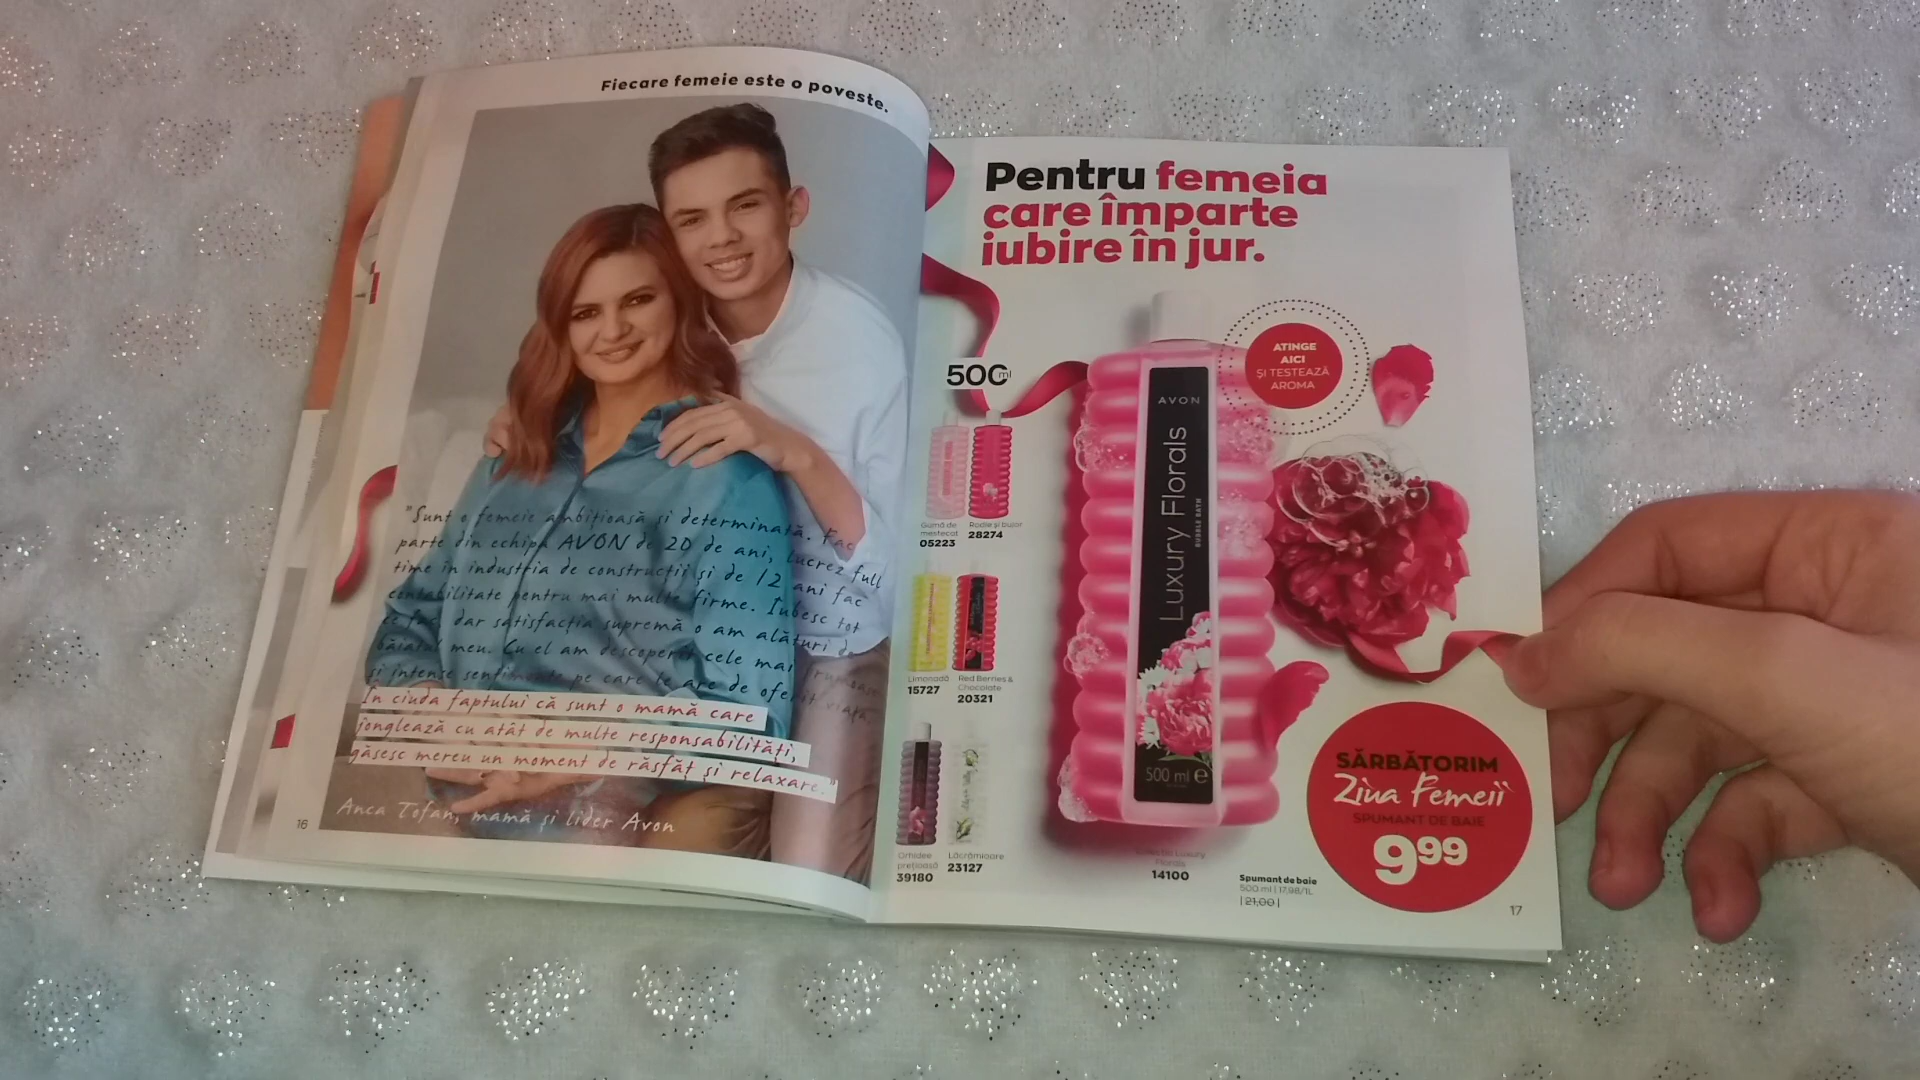 Fiecare femeie este o poveste.
"Sunt o femeie ambițioasă și determinată. Fac
parte din echipa AVON de 20 de ani, lucrez full
time în industria de construcții și de 12 ani fac
contabilitate pentru mai multe firme. Iubesc tot
ce fac, dar satisfacția supremă o am alături de
băiatul meu. Cu el am descoperit cele mai
și intense sentimente pe care le are de oferit viața.
În ciuda faptului că sunt o mamă care
jonglează cu atât de multe responsabilități,
găsesc mereu un moment de răsfăț și relaxare."
Anca Tofan, mamă și lider Avon
16
Pentru femeia
care împarte
iubire în jur.
ATINGE
AICI
ȘI TESTEAZĂ
AROMA
500 ml
Gumă de
mestecat
05223
Rodie și bujor
28274
Limonadă
15727
Red Berries &
Chocolate
20321
Orhidee
prețioasă
39180
Lăcrămioare
23127
AVON
Luxury Florals
BUBBLE BATH
500 ml e
Luxury
Florals
14100
Spumant de baie
500 ml | 17,98/1L
| 21,00 |
SĂRBĂTORIM
Ziua Femeii
SPUMANT DE BAIE
999
17